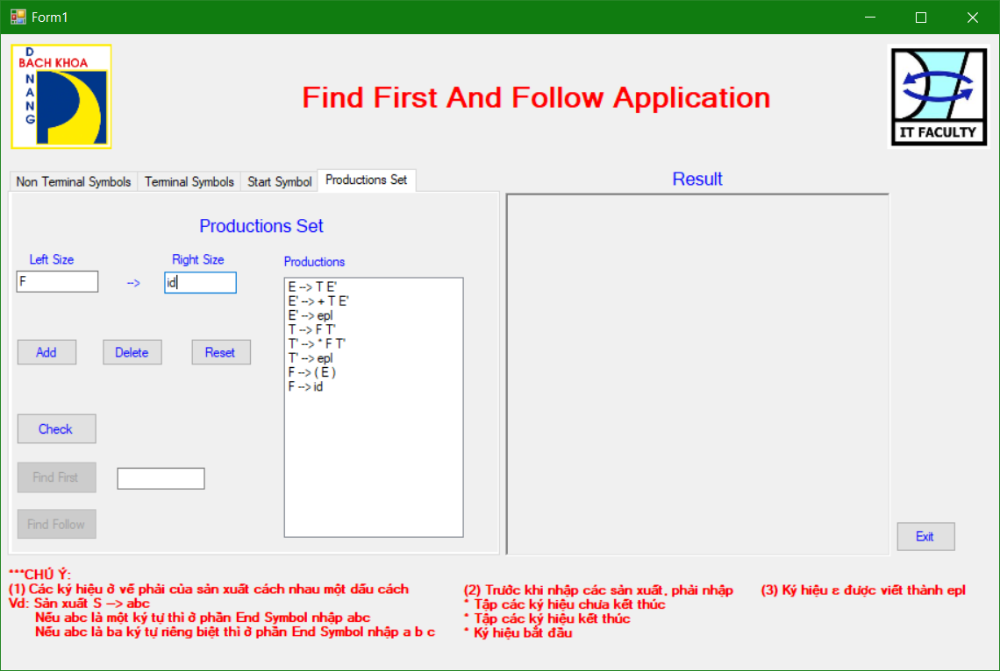 Form1
D
BACH KHOA
N
A
N
G
Find First And Follow Application
IT FACULTY
Non Terminal Symbols
Terminal Symbols
Start Symbol
Productions Set
Result
Productions Set
Left Size
Right Size
Productions
F
-->
id
E --> T E'
E' --> + T E'
E' --> epl
T --> F T'
T' --> * F T'
T' --> epl
F --> ( E )
F --> id
Add
Delete
Reset
Check
Find First
Find Follow
Exit
***CHÚ Ý:
(1) Các ký hiệu ở vế phải của sản xuất cách nhau một dấu cách
Vd: Sản xuất S --> abc
Nếu abc là một ký tự thì ở phần End Symbol nhập abc
Nếu abc là ba ký tự riêng biệt thì ở phần End Symbol nhập a b c
(2) Trước khi nhập các sản xuất, phải nhập
* Tập các ký hiệu chưa kết thúc
* Tập các ký hiệu kết thúc
* Ký hiệu bắt đầu
(3) Ký hiệu ε được viết thành epl